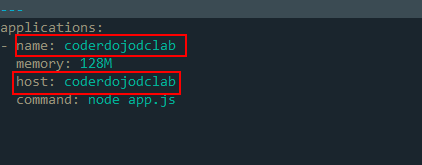 ---
applications:
- name: coderdojodclab
  memory: 128M
  host: coderdojodclab
  command: node app.js